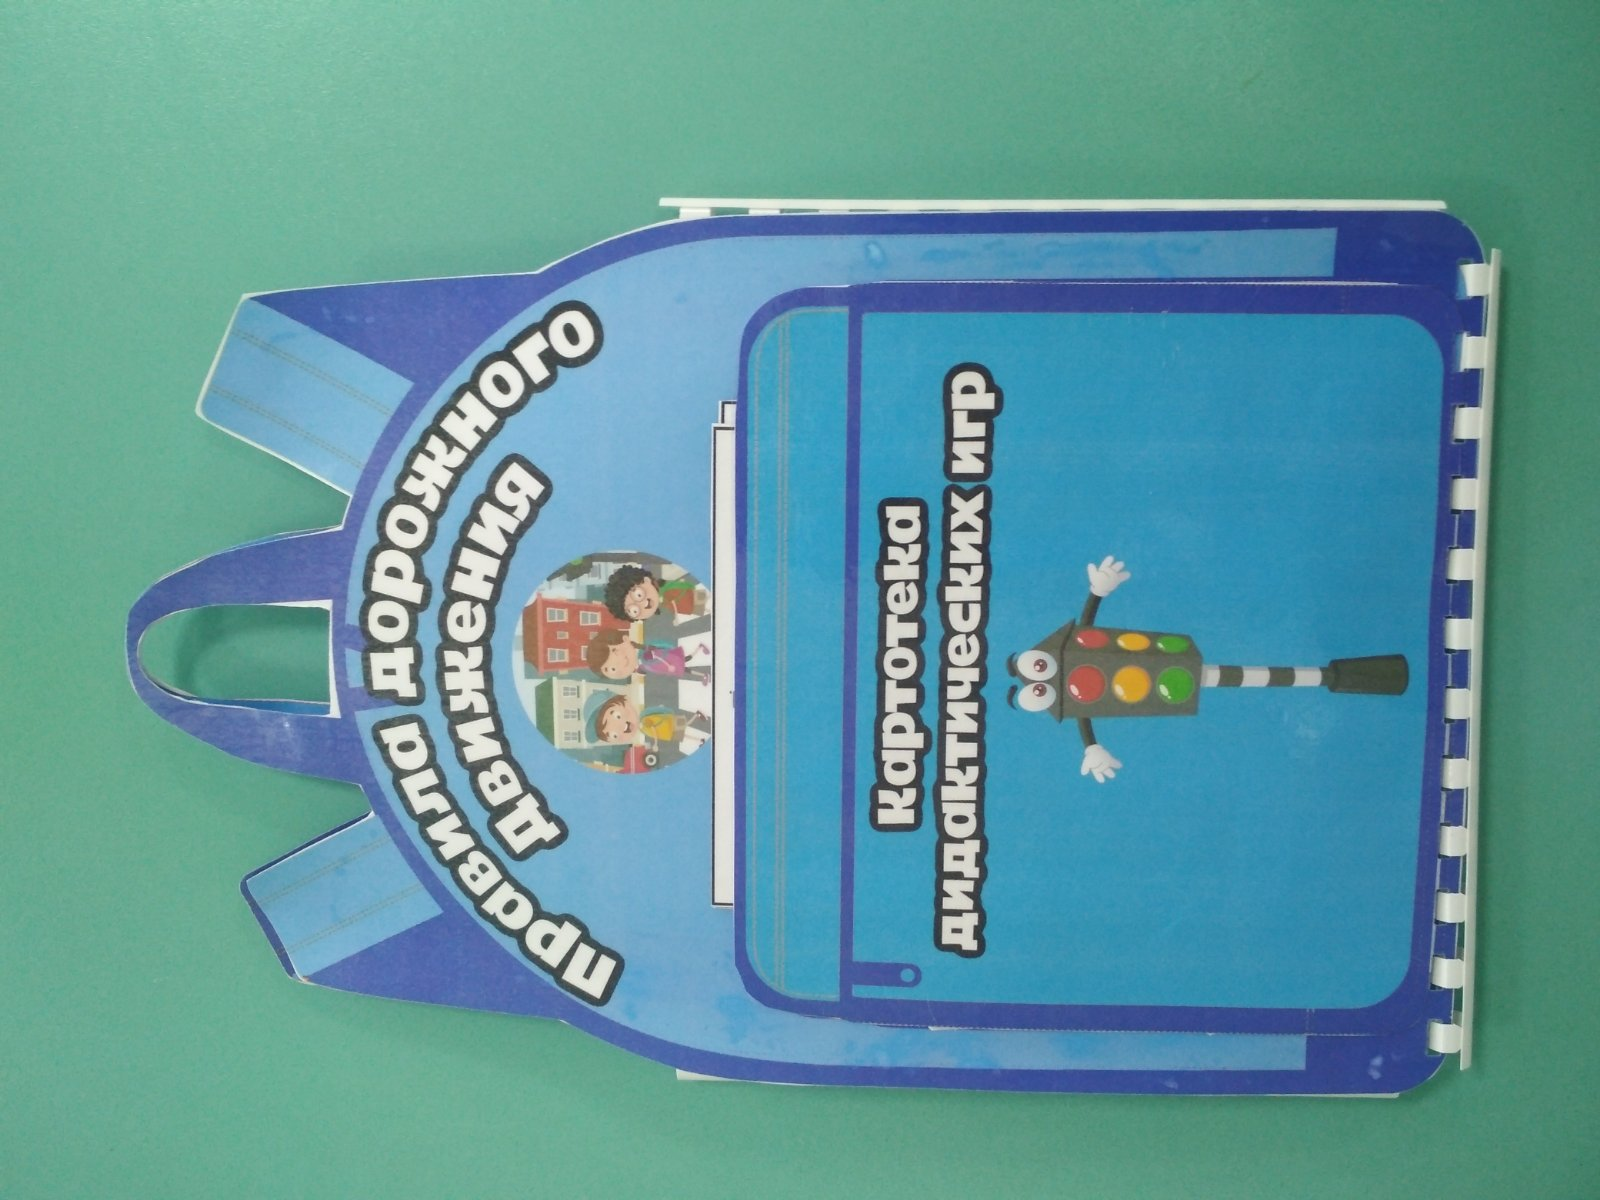 правила дорожного
движения
Картотека
дидактических игр